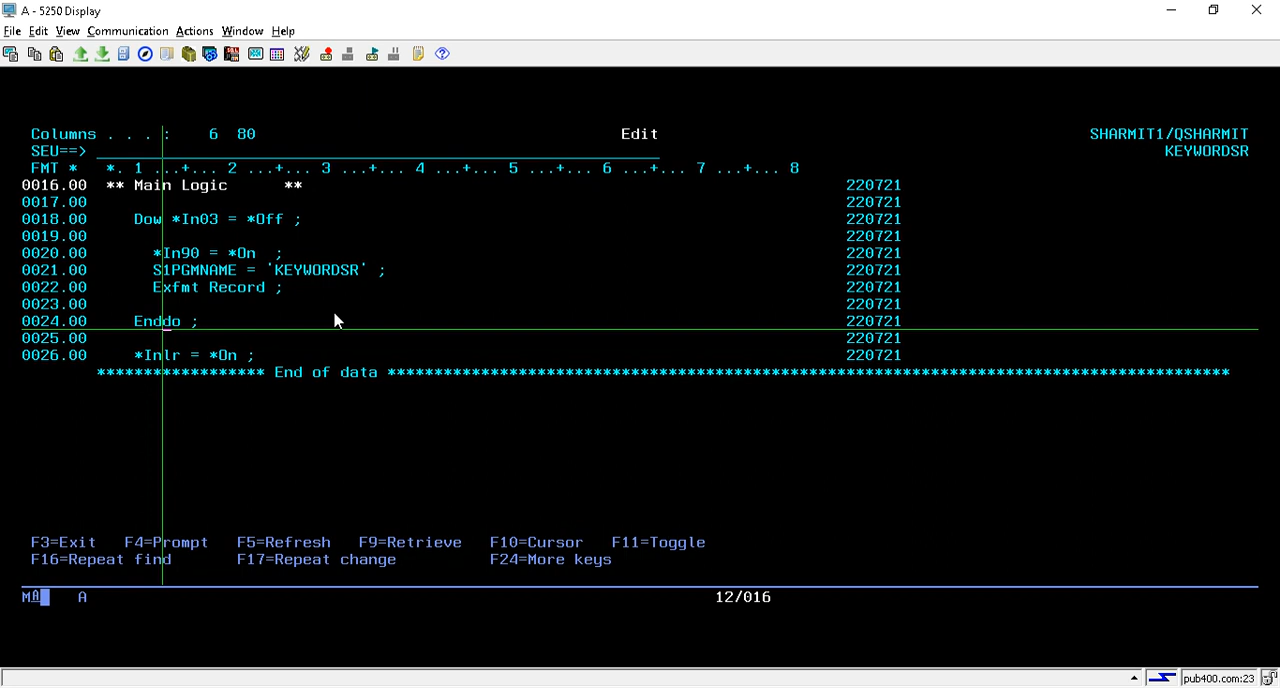 A - 5250 Display
File Edit View Communication Actions Window Help
Columns . . . : 6 80 Edit SHARMIT1/QSHARMIT
SEU==> KEYWORDSR
FMT * *. 1 ...+... 2 ...+... 3 ...+... 4 ...+... 5 ...+... 6 ...+... 7 ...+... 8
0016.00 ** Main Logic ** 220721
0017.00 220721
0018.00 Dow *In03 = *Off ; 220721
0019.00 220721
0020.00 *In90 = *On ; 220721
0021.00 S1PGMNAME = 'KEYWORDSR' ; 220721
0022.00 Exfmt Record ; 220721
0023.00 220721
0024.00 Enddo ; 220721
0025.00 220721
0026.00 *Inlr = *On ; 220721
****************** End of data ******************************************************************************************
F3=Exit F4=Prompt F5=Refresh F9=Retrieve F10=Cursor F11=Toggle
F16=Repeat find F17=Repeat change F24=More keys
MA A 12/016
pub400.com:23